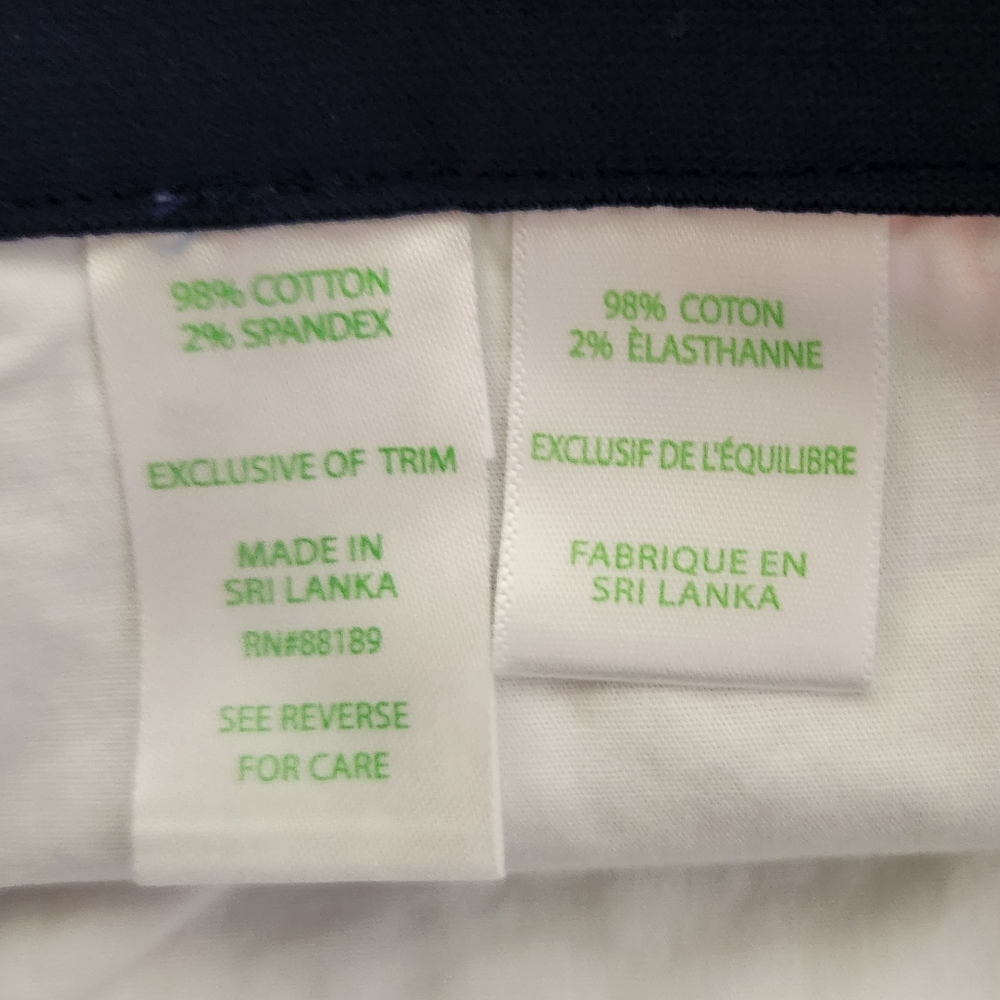 98% COTTON
2% SPANDEX
EXCLUSIVE OF TRIM
MADE IN
SRI LANKA
RN#88189
SEE REVERSE
FOR CARE
98% COTON
2% ÈLASTHANNE
EXCLUSIF DE L'ÉQUILIBRE
FABRIQUE EN
SRI LANKA